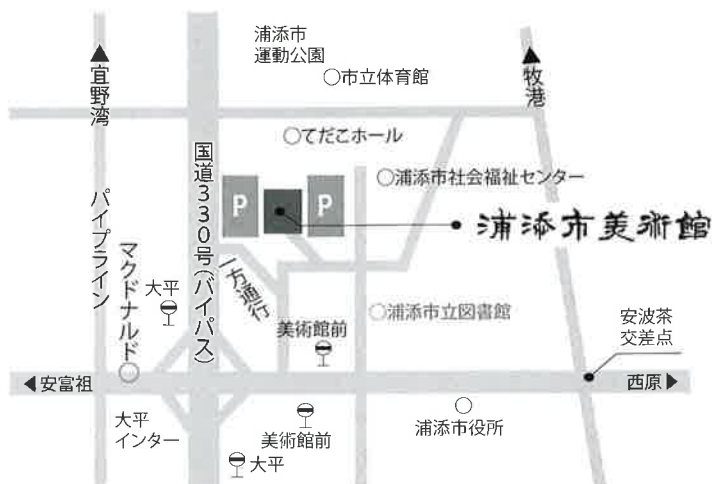 浦添市
運動公園
○市立体育館
▲宜野湾
▲牧港
○てだこホール
国道330号(バイパス)
P
P
○浦添市社会福祉センター
浦添市美術館
パイプライン
マクドナルド○
大平
一方通行
美術館前
○浦添市立図書館
安波茶
交差点
◀安富祖
西原▶
大平
インター
美術館前
○
浦添市役所
大平